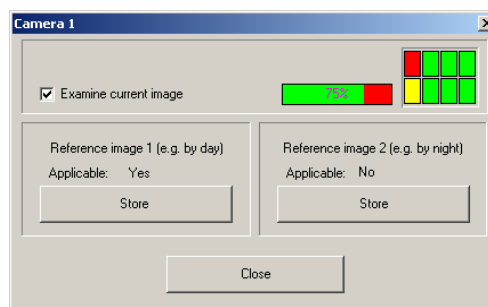 Camera 1
Examine current image
75%
Reference image 1 (e.g. by day)
Applicable: Yes
Store
Reference image 2 (e.g. by night)
Applicable: No
Store
Close